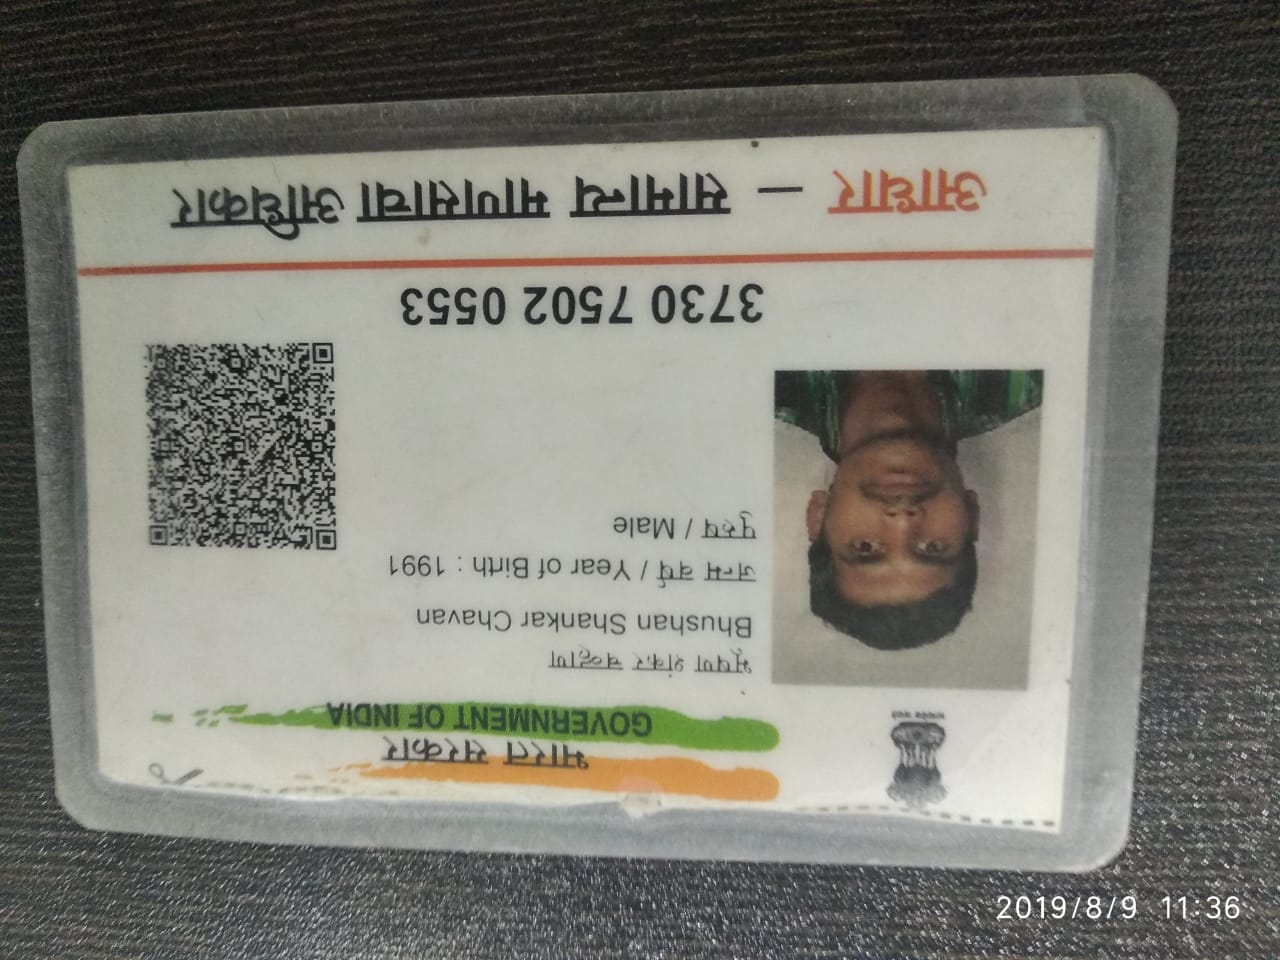 भारत सरकार
GOVERNMENT OF INDIA
भूषण शंकर चव्हाण
Bhushan Shankar Chavan
जन्म वर्ष / Year of Birth : 1991
पुरुष / Male
3730 7502 0553
आधार — सामान्य माणसाचा अधिकार
2019/8/9 11:36